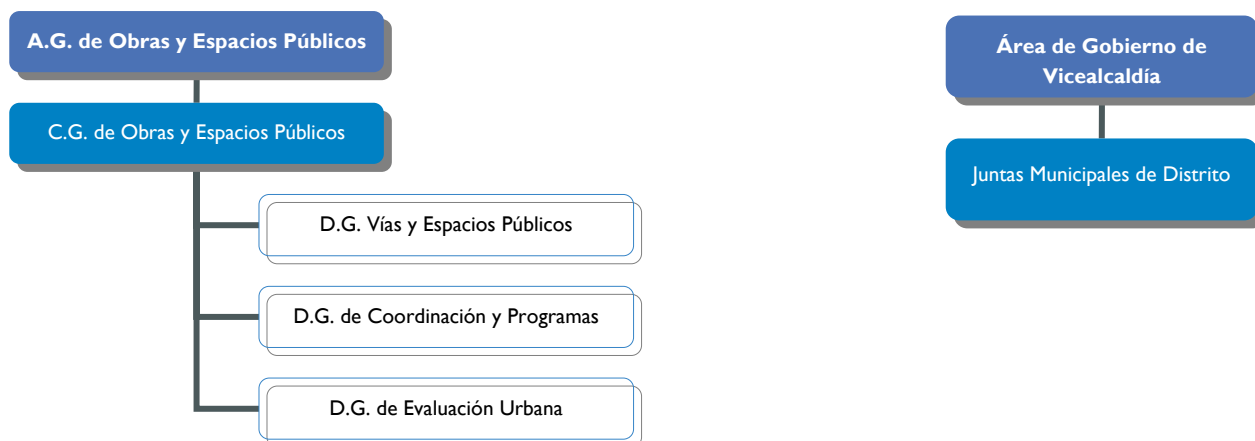 A.G. de Obras y Espacios Públicos
C.G. de Obras y Espacios Públicos
D.G. Vías y Espacios Públicos
D.G. de Coordinación y Programas
D.G. de Evaluación Urbana
Área de Gobierno de
Vicealcaldía
Juntas Municipales de Distrito